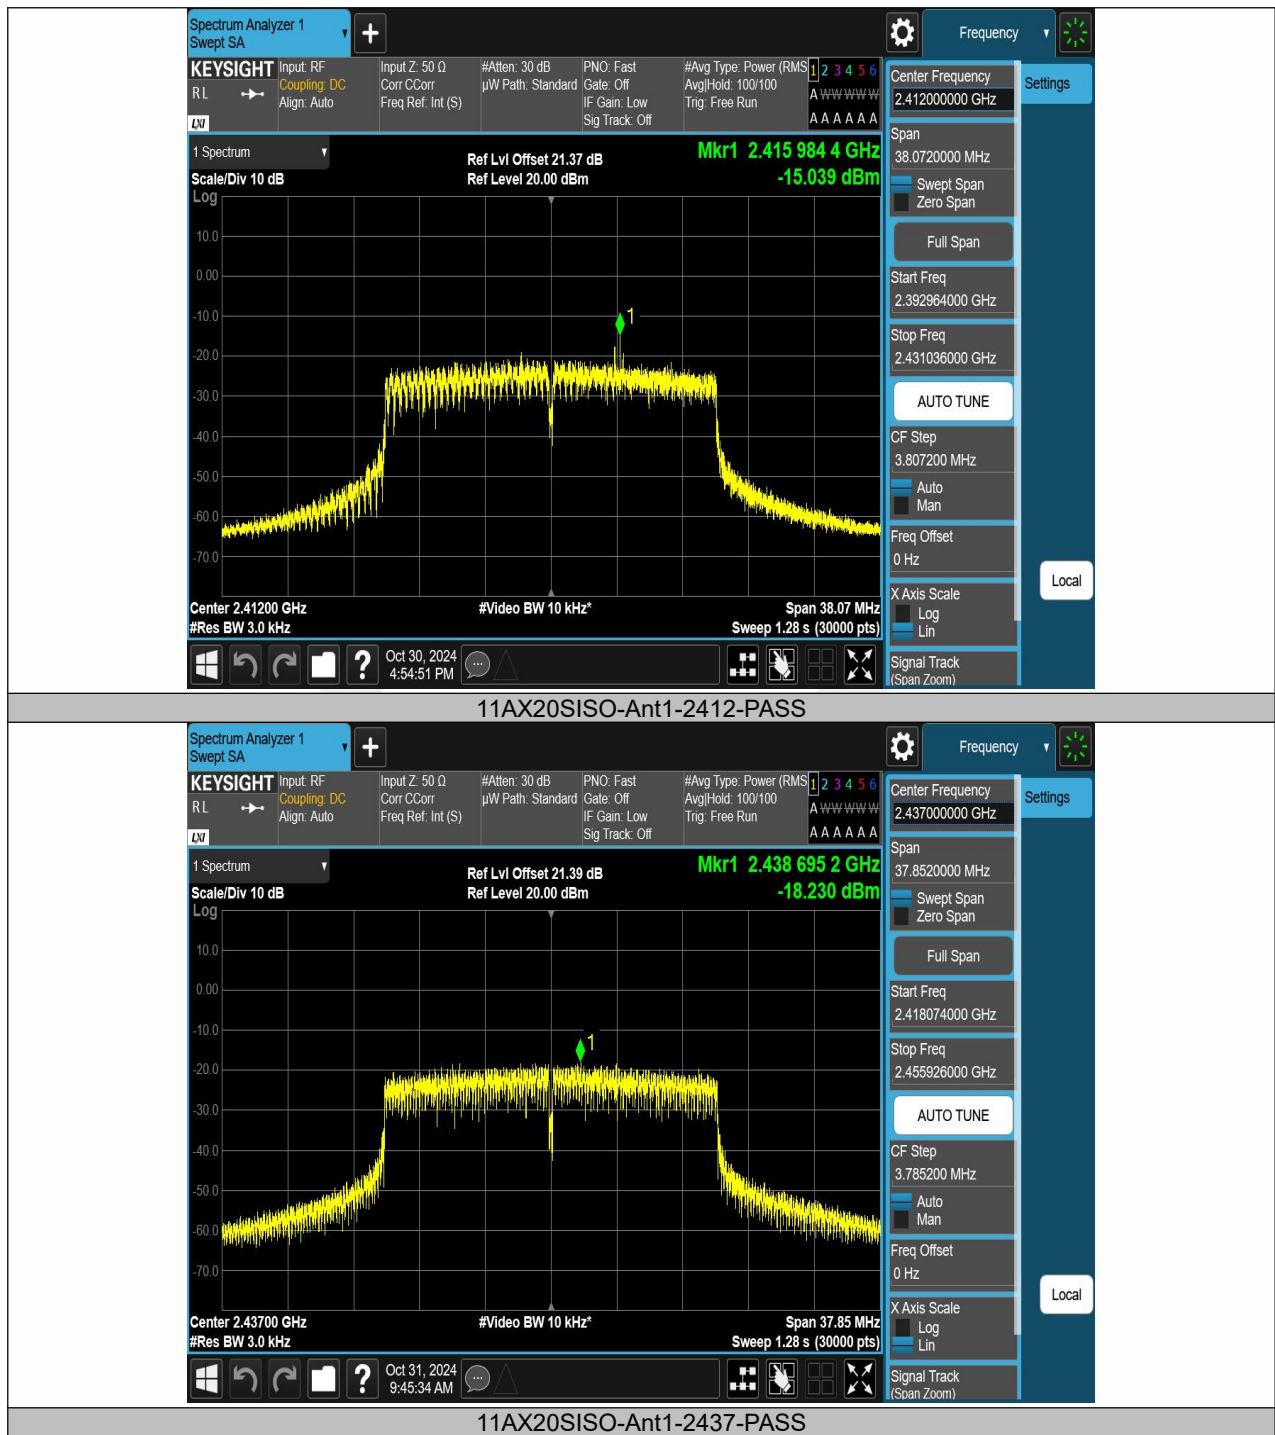 Spectrum Analyzer 1
Swept SA
+
Frequency
KEYSIGHT
RL
LXI
Input: RF
Coupling: DC
Align: Auto
Input Z: 50 Ω
Corr CCorr
Freq Ref: Int (S)
#Atten: 30 dB
µW Path: Standard
PNO: Fast
Gate: Off
IF Gain: Low
Sig Track: Off
#Avg Type: Power (RMS
Avg|Hold: 100/100
Trig: Free Run
1 2 3 4 5 6
A W W W W W
A A A A A A
Center Frequency
2.412000000 GHz
Settings
Span
38.0720000 MHz
Swept Span
Zero Span
Full Span
Start Freq
2.392964000 GHz
Stop Freq
2.431036000 GHz
AUTO TUNE
CF Step
3.807200 MHz
Auto
Man
Freq Offset
0 Hz
X Axis Scale
Log
Lin
Signal Track
(Span Zoom)
Local
1 Spectrum
Scale/Div 10 dB
Log
Ref Lvl Offset 21.37 dB
Ref Level 20.00 dBm
Mkr1 2.415 984 4 GHz
-15.039 dBm
10.0
0.00
-10.0
-20.0
-30.0
-40.0
-50.0
-60.0
-70.0
1
Center 2.41200 GHz
#Res BW 3.0 kHz
#Video BW 10 kHz*
Span 38.07 MHz
Sweep 1.28 s (30000 pts)
?
Oct 30, 2024
4:54:51 PM
11AX20SISO-Ant1-2412-PASS
Spectrum Analyzer 1
Swept SA
+
Frequency
KEYSIGHT
RL
LXI
Input: RF
Coupling: DC
Align: Auto
Input Z: 50 Ω
Corr CCorr
Freq Ref: Int (S)
#Atten: 30 dB
µW Path: Standard
PNO: Fast
Gate: Off
IF Gain: Low
Sig Track: Off
#Avg Type: Power (RMS
Avg|Hold: 100/100
Trig: Free Run
1 2 3 4 5 6
A W W W W W
A A A A A A
Center Frequency
2.437000000 GHz
Settings
Span
37.8520000 MHz
Swept Span
Zero Span
Full Span
Start Freq
2.418074000 GHz
Stop Freq
2.455926000 GHz
AUTO TUNE
CF Step
3.785200 MHz
Auto
Man
Freq Offset
0 Hz
X Axis Scale
Log
Lin
Signal Track
(Span Zoom)
Local
1 Spectrum
Scale/Div 10 dB
Log
Ref Lvl Offset 21.39 dB
Ref Level 20.00 dBm
Mkr1 2.438 695 2 GHz
-18.230 dBm
10.0
0.00
-10.0
-20.0
-30.0
-40.0
-50.0
-60.0
-70.0
1
Center 2.43700 GHz
#Res BW 3.0 kHz
#Video BW 10 kHz*
Span 37.85 MHz
Sweep 1.28 s (30000 pts)
?
Oct 31, 2024
9:45:34 AM
11AX20SISO-Ant1-2437-PASS